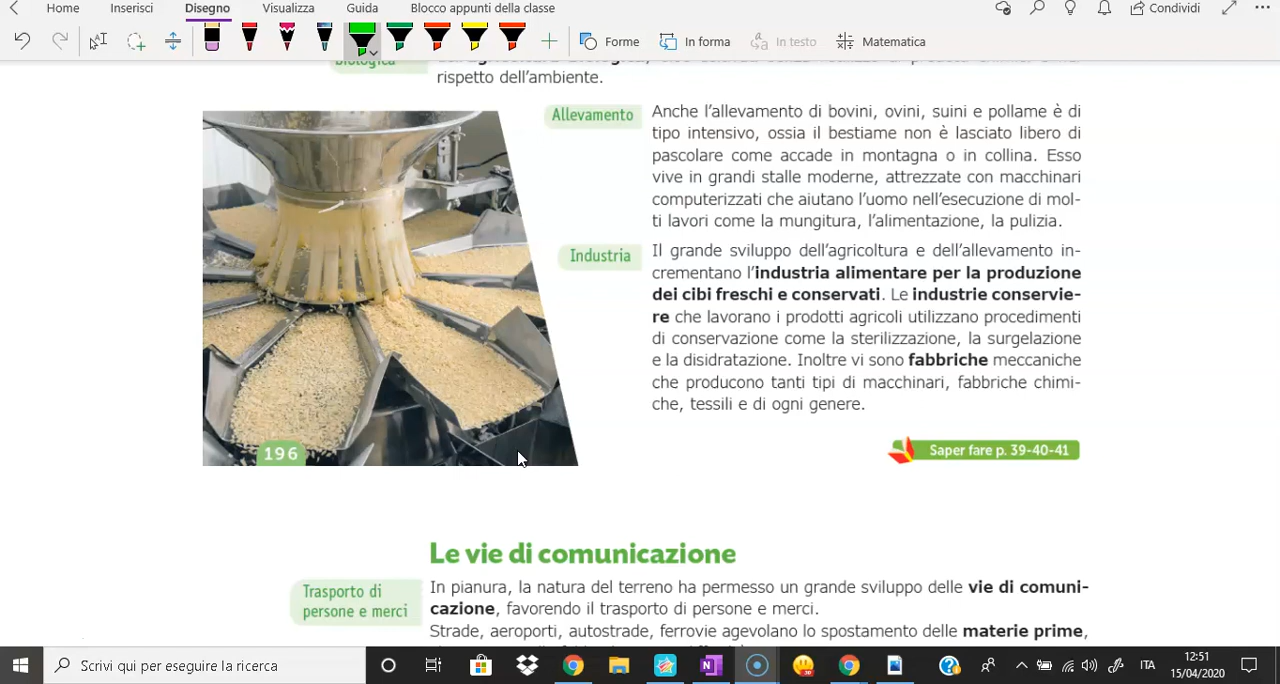 Home Inserisci Disegno Visualizza Guida Blocco appunti della classe
Condividi
Forme In forma In testo Matematica
biologica
rispetto dell’ambiente.
Allevamento
Anche l’allevamento di bovini, ovini, suini e pollame è di
tipo intensivo, ossia il bestiame non è lasciato libero di
pascolare come accade in montagna o in collina. Esso
vive in grandi stalle moderne, attrezzate con macchinari
computerizzati che aiutano l’uomo nell’esecuzione di mol-
ti lavori come la mungitura, l’alimentazione, la pulizia.
Industria
Il grande sviluppo dell’agricoltura e dell’allevamento in-
crementano l’industria alimentare per la produzione
dei cibi freschi e conservati. Le industrie conservie-
re che lavorano i prodotti agricoli utilizzano procedimenti
di conservazione come la sterilizzazione, la surgelazione
e la disidratazione. Inoltre vi sono fabbriche meccaniche
che producono tanti tipi di macchinari, fabbriche chimi-
che, tessili e di ogni genere.
196
Saper fare p. 39-40-41
Le vie di comunicazione
Trasporto di
persone e merci
In pianura, la natura del terreno ha permesso un grande sviluppo delle vie di comuni-
cazione, favorendo il trasporto di persone e merci.
Strade, aeroporti, autostrade, ferrovie agevolano lo spostamento delle materie prime,
Scrivi qui per eseguire la ricerca
ITA
12:51
15/04/2020